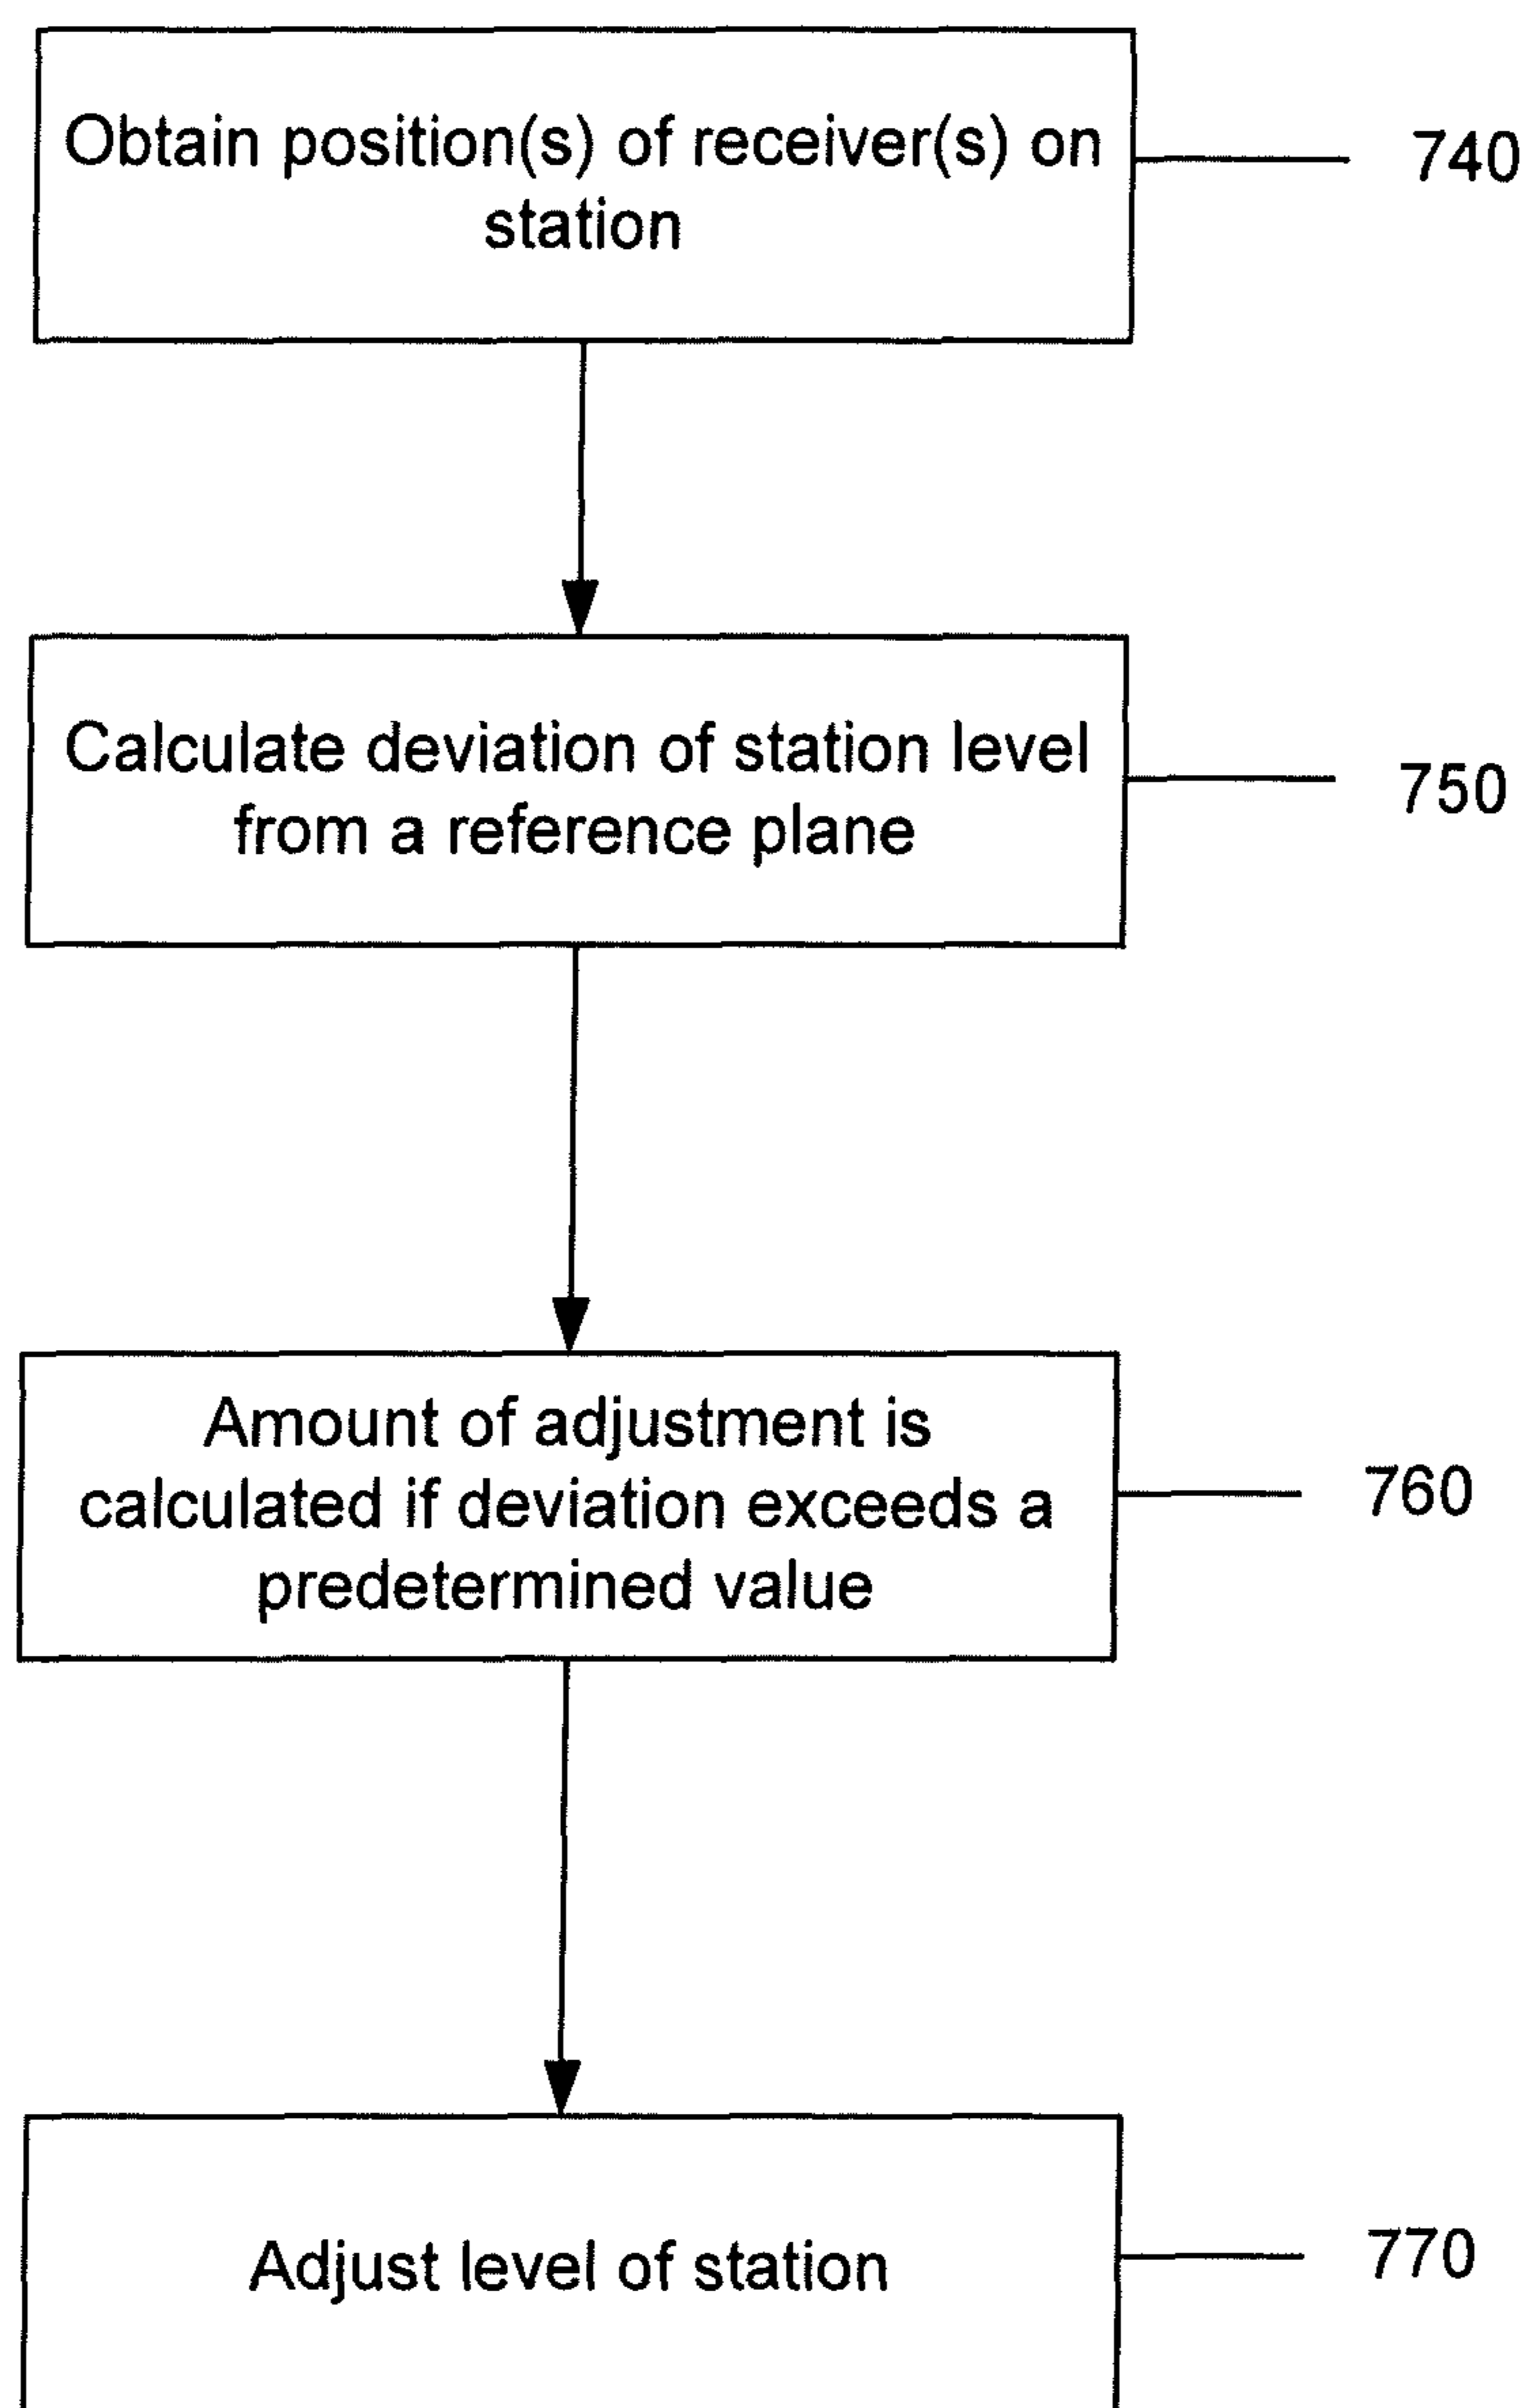 Obtain position(s) of receiver(s) on
station
740
Calculate deviation of station level
from a reference plane
750
Amount of adjustment is
calculated if deviation exceeds a
predetermined value
760
Adjust level of station
770